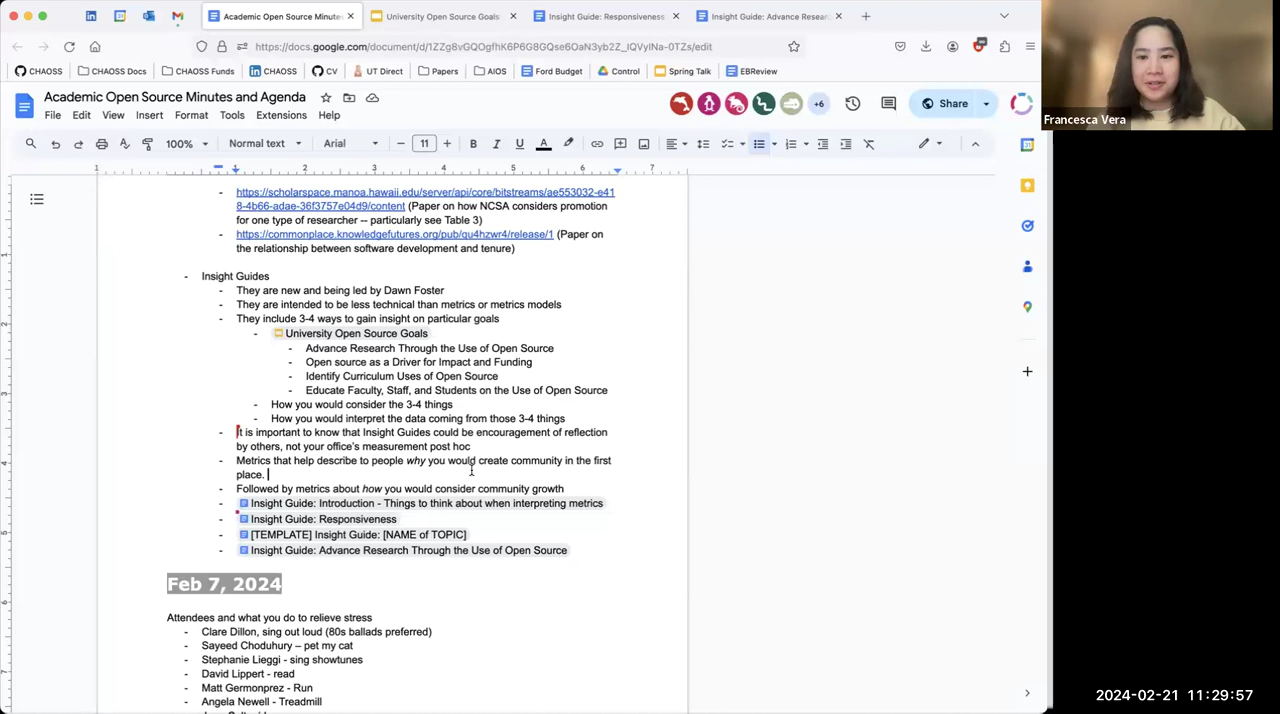 Academic Open Source Minutes
University Open Source Goals
Insight Guide: Responsiveness
Insight Guide: Advance Resear
https://docs.google.com/document/d/1ZZg8vGQOgfhK6P6G8GQse6OaN3yb2Z_IQVyINa-0TZs/edit
CHAOSS
CHAOSS Docs
CHAOSS Funds
CHAOSS
CV
UT Direct
Papers
AIOS
Ford Budget
Control
Spring Talk
EBReview
Academic Open Source Minutes and Agenda
File Edit View Insert Format Tools Extensions Help
+6
Share
100% Normal text Arial 11
1 1 2 3 4 5 6 7
- https://scholarspace.manoa.hawaii.edu/server/api/core/bitstreams/ae553032-e41
8-4b66-adae-36f3757e04d9/content (Paper on how NCSA considers promotion
for one type of researcher -- particularly see Table 3)
- https://commonplace.knowledgefutures.org/pub/qu4hzwr4/release/1 (Paper on
the relationship between software development and tenure)
- Insight Guides
- They are new and being led by Dawn Foster
- They are intended to be less technical than metrics or metrics models
- They include 3-4 ways to gain insight on particular goals
- University Open Source Goals
- Advance Research Through the Use of Open Source
- Open source as a Driver for Impact and Funding
- Identify Curriculum Uses of Open Source
- Educate Faculty, Staff, and Students on the Use of Open Source
- How you would consider the 3-4 things
- How you would interpret the data coming from those 3-4 things
- It is important to know that Insight Guides could be encouragement of reflection
by others, not your office's measurement post hoc
- Metrics that help describe to people why you would create community in the first
place.
- Followed by metrics about how you would consider community growth
- Insight Guide: Introduction - Things to think about when interpreting metrics
- Insight Guide: Responsiveness
- [TEMPLATE] Insight Guide: [NAME of TOPIC]
- Insight Guide: Advance Research Through the Use of Open Source
Feb 7, 2024
Attendees and what you do to relieve stress
- Clare Dillon, sing out loud (80s ballads preferred)
- Sayeed Choduhury – pet my cat
- Stephanie Lieggi - sing showtunes
- David Lippert - read
- Matt Germonprez - Run
- Angela Newell - Treadmill
Francesca Vera
2024-02-21 11:29:57